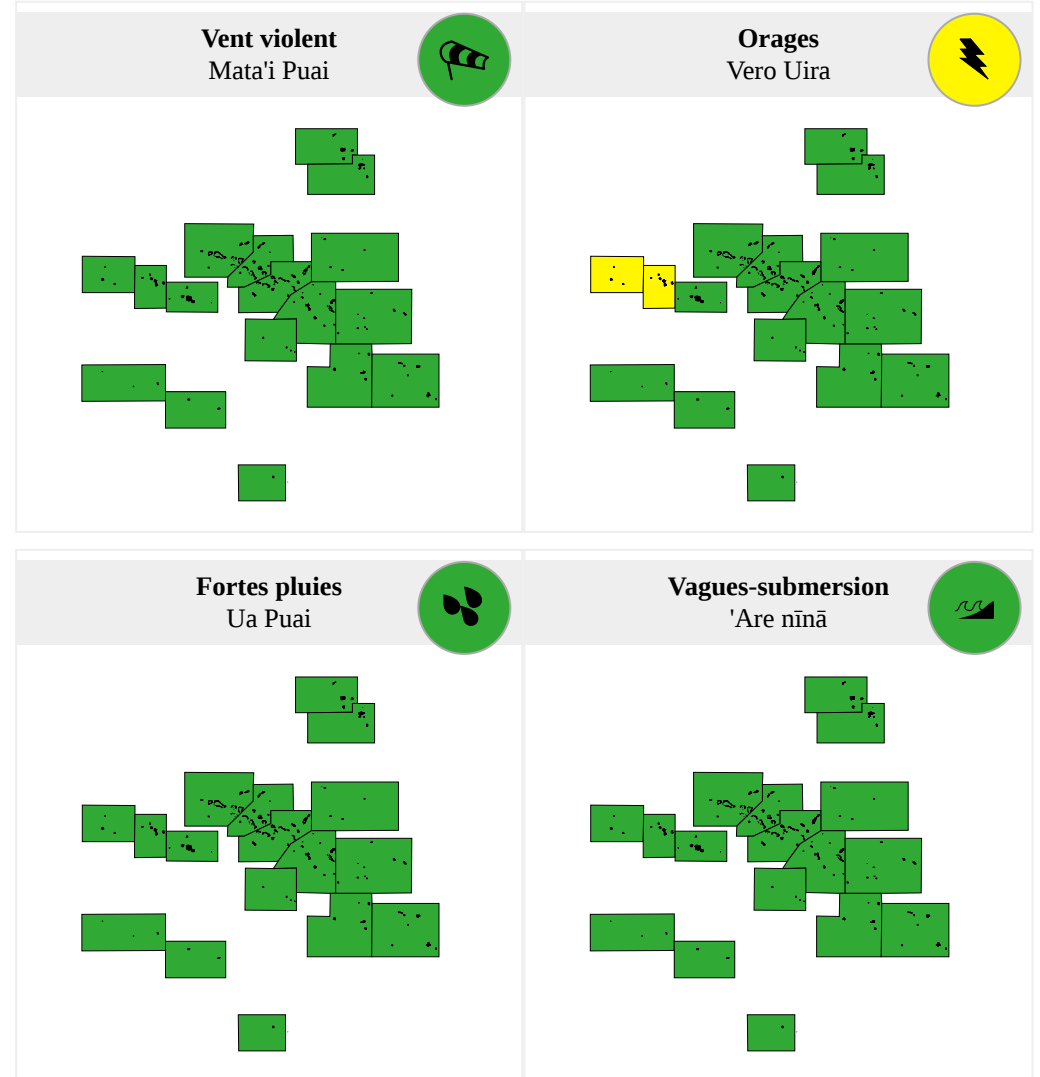 Vent violent
Mata'i Puai
Orages
Vero Uira
Fortes pluies
Ua Puai
Vagues-submersion
'Are nīnā